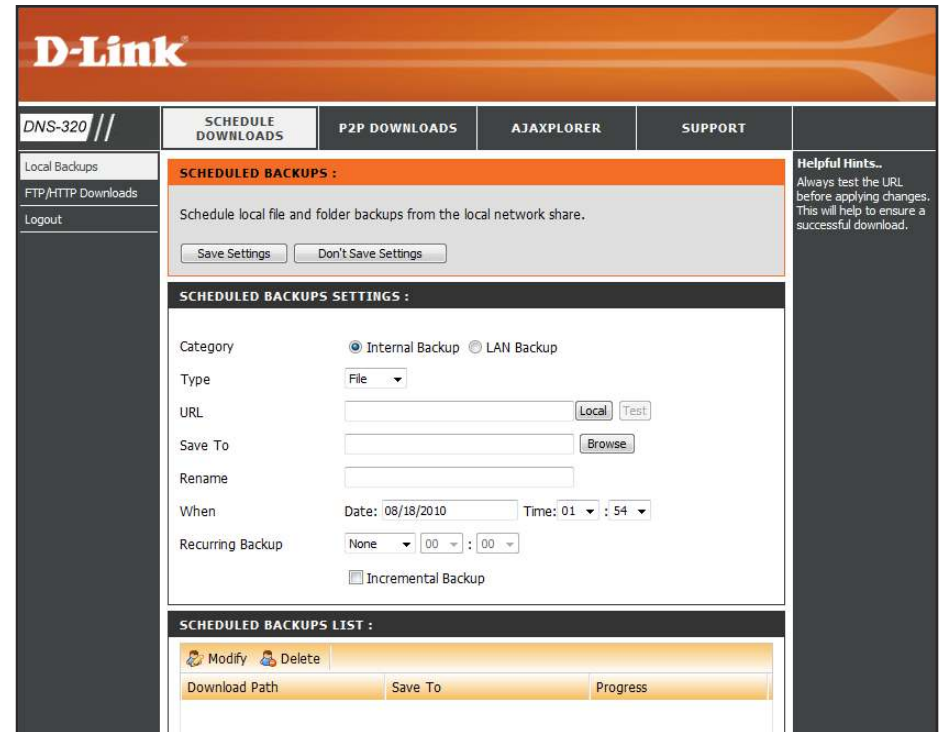 D-Link
DNS-320 //
SCHEDULE DOWNLOADS
P2P DOWNLOADS
AJAXPLORER
SUPPORT
Local Backups
FTP/HTTP Downloads
Logout
SCHEDULED BACKUPS :
Schedule local file and folder backups from the local network share.
Save Settings
Don't Save Settings
SCHEDULED BACKUPS SETTINGS :
Category
Internal Backup
LAN Backup
Type
File
URL
Local
Test
Save To
Browse
Rename
When
Date: 08/18/2010
Time: 01 : 54
Recurring Backup
None
00 : 00
Incremental Backup
SCHEDULED BACKUPS LIST :
Modify
Delete
Download Path
Save To
Progress
Helpful Hints..
Always test the URL
before applying changes.
This will help to ensure a
successful download.